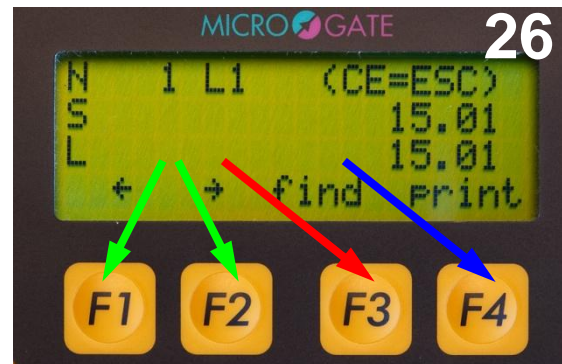 MICROGATE
26
N 1 L1 (CE=ESC)
S 15.01
L 15.01
← → find print
F1 F2 F3 F4